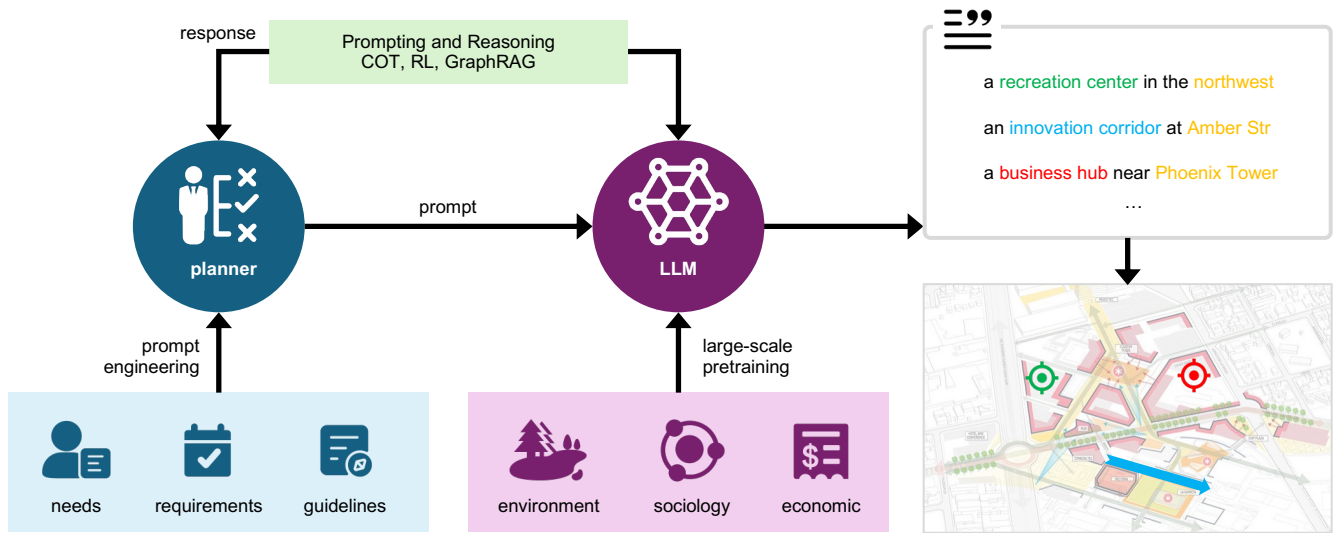 response
Prompting and Reasoning
COT, RL, GraphRAG
a recreation center in the northwest
an innovation corridor at Amber Str
a business hub near Phoenix Tower
...
planner
prompt
LLM
prompt
engineering
large-scale
pretraining
needs
requirements
guidelines
environment
sociology
economic